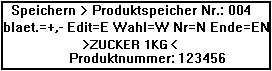 Speichern > Produktspeicher Nr.: 004
blaet.=+,- Edit=E Wahl=W Nr=N Ende=EN
>ZUCKER 1KG <
Produktnummer: 123456